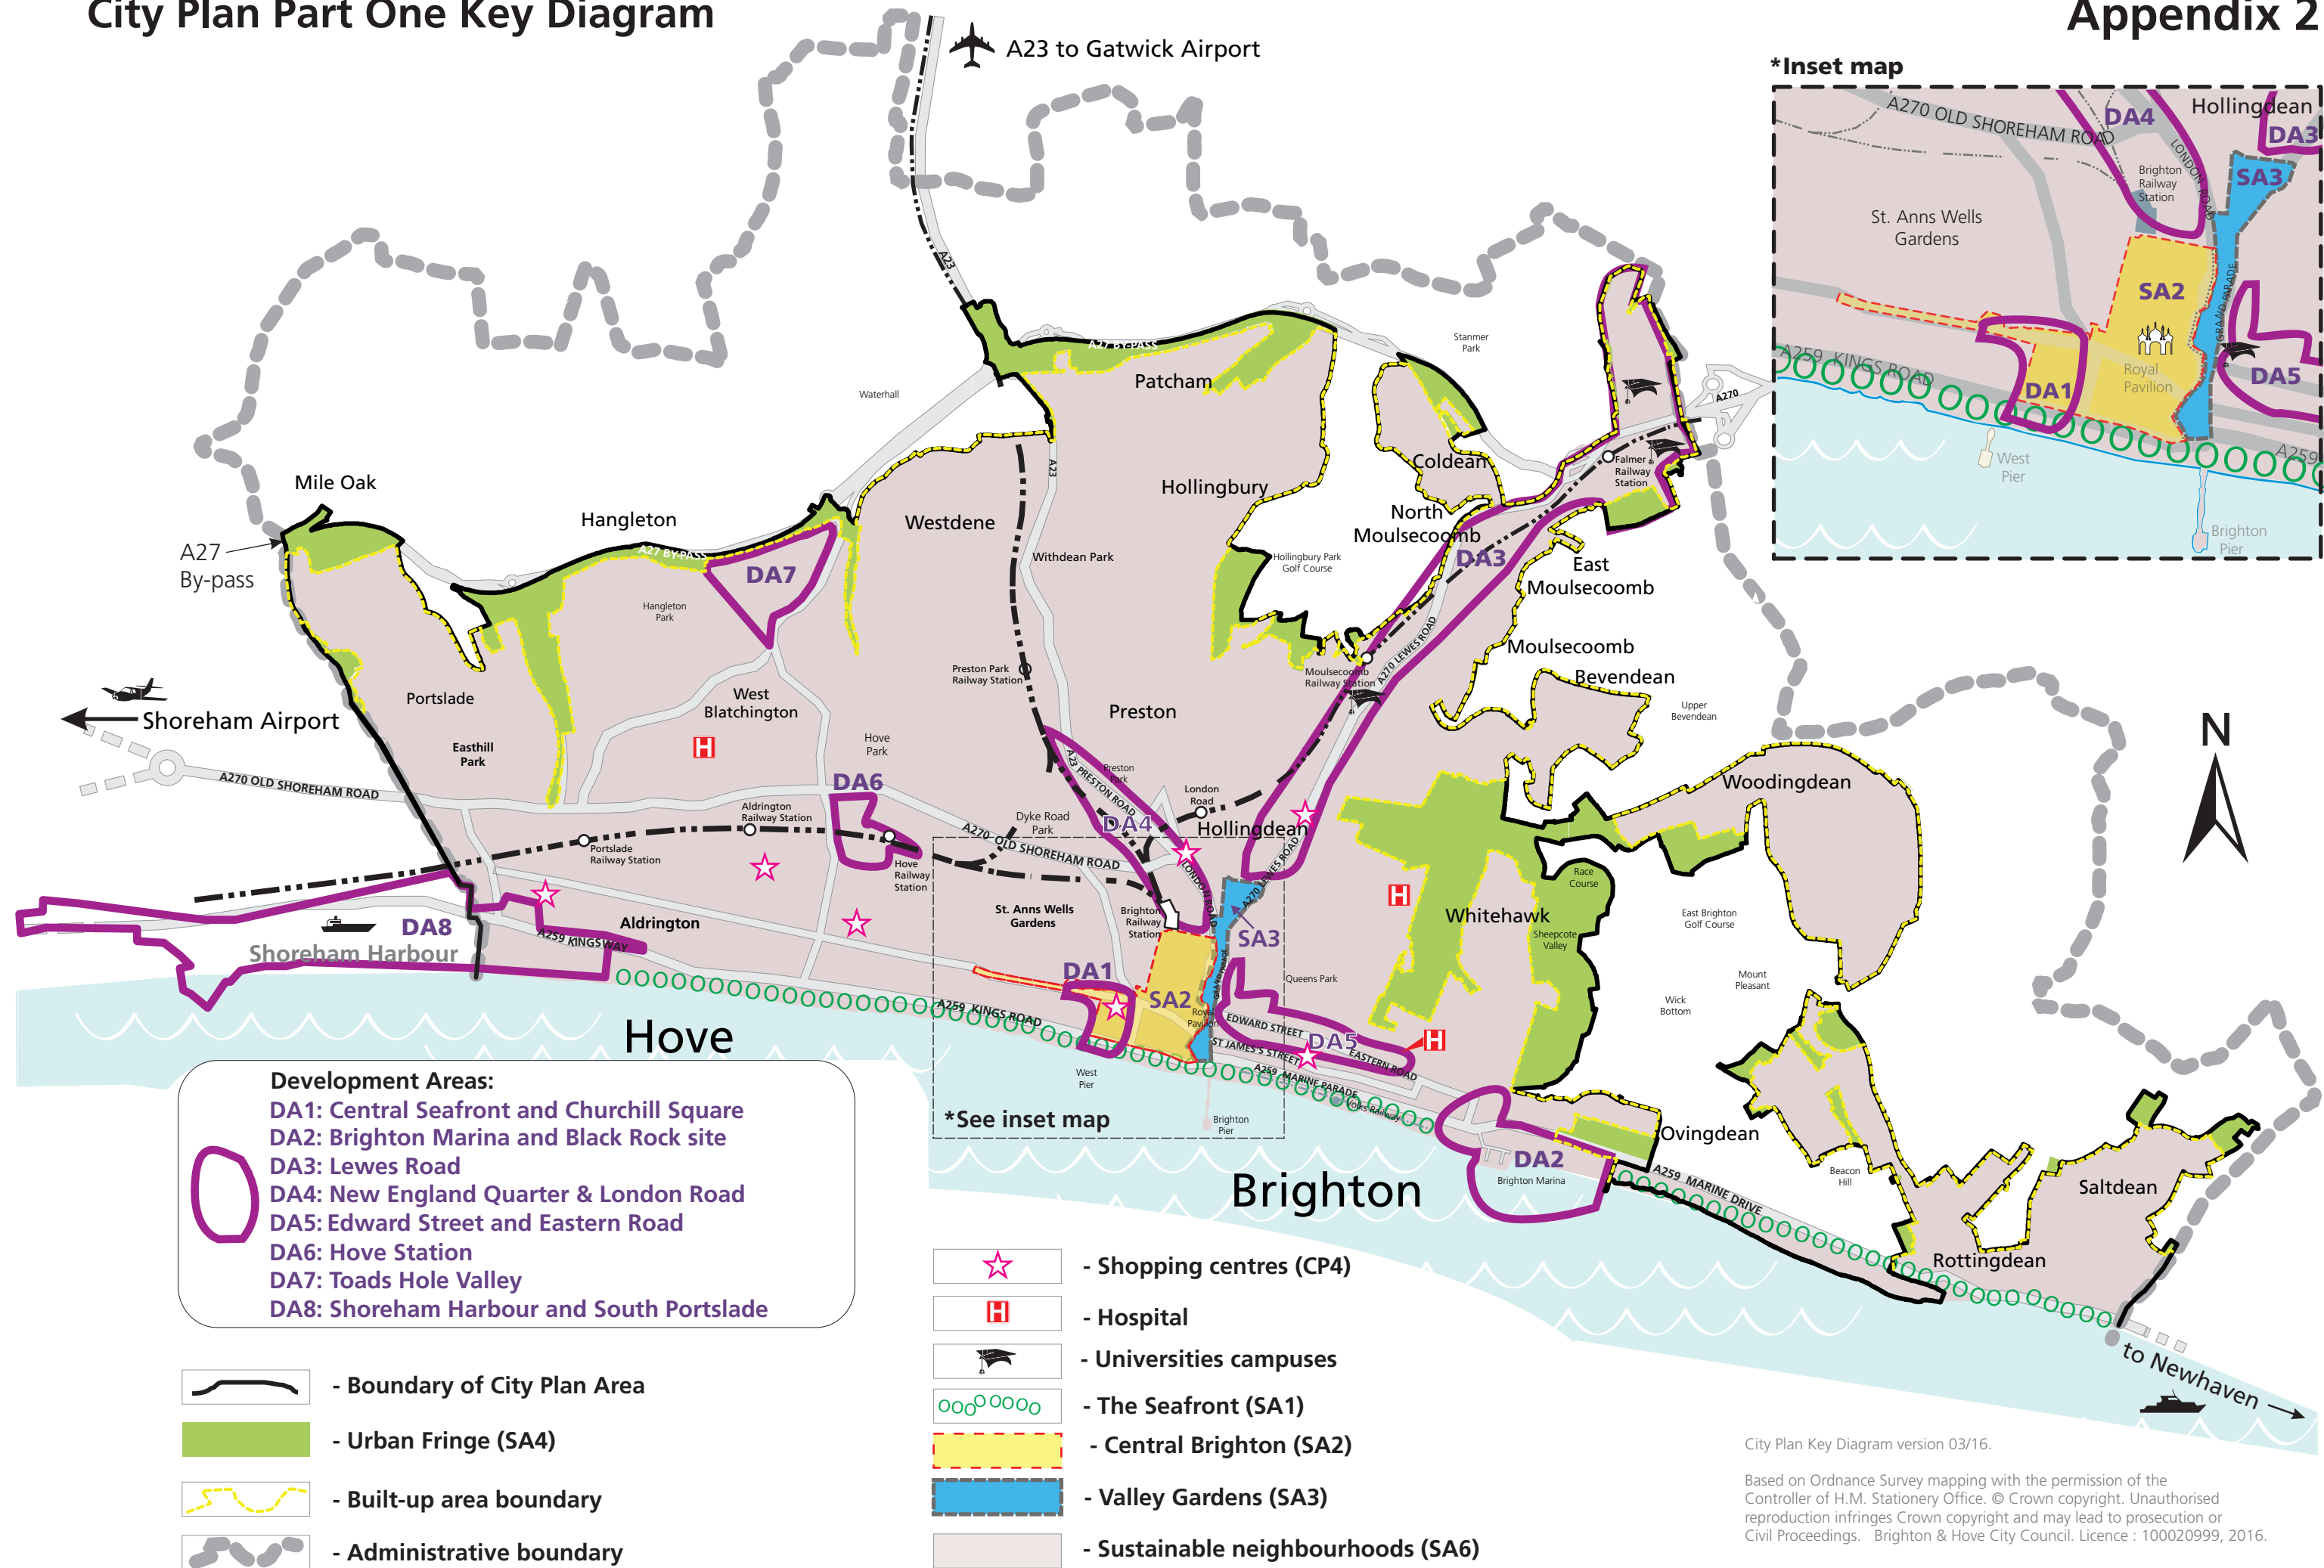 City Plan Part One Key Diagram
Appendix 2
A23 to Gatwick Airport
*Inset map
A270 OLD SHOREHAM ROAD
DA4
Hollingdean
DA3
LONDON ROAD
Brighton
Railway
Station
SA3
St. Anns Wells
Gardens
SA2
GRAND PARADE
Royal
Pavilion
DA5
A259 KINGS ROAD
DA1
A259
West
Pier
Brighton
Pier
A23
A27 BY-PASS
Patcham
Stanmer
Park
Waterhall
A270
Coldean
Falmer
Railway
Station
Mile Oak
Hangleton
Westdene
A23
Hollingbury
North
Moulsecoomb
A27
By-pass
A27 BY-PASS
DA7
Withdean Park
Hollingbury Park
Golf Course
DA3
East
Moulsecoomb
Hangleton
Park
A270 LEWES ROAD
Moulsecoomb
Preston Park
Railway Station
Moulsecoomb
Railway Station
Bevendean
Portslade
West
Blatchington
Preston
Upper
Bevendean
Shoreham Airport
N
Easthill
Park
H
Hove
Park
A23 PRESTON ROAD
Preston
Park
Woodingdean
A270 OLD SHOREHAM ROAD
DA6
Aldrington
Railway Station
London
Road
Dyke Road
Park
DA4
Hollingdean
A270 OLD SHOREHAM ROAD
Portslade
Railway Station
Hove
Railway
Station
LONDON ROAD
A270 LEWES ROAD
Race
Course
H
DA8
Shoreham Harbour
Aldrington
A259 KINGSWAY
St. Anns Wells
Gardens
Brighton
Railway
Station
SA3
Whitehawk
East Brighton
Golf Course
Sheepcote
Valley
DA1
SA2
GRAND PARADE
Queens Park
Mount
Pleasant
Wick
Bottom
A259 KINGS ROAD
Royal
Pavilion
EDWARD STREET
DA5
H
Hove
ST JAMES'S STREET
EASTERN ROAD
West
Pier
A259 MARINE PARADE
Volks Railway
*See inset map
Brighton
Pier
Ovingdean
DA2
Brighton Marina
A259 MARINE DRIVE
Beacon
Hill
Saltdean
Brighton
Rottingdean
to Newhaven
Development Areas:
DA1: Central Seafront and Churchill Square
DA2: Brighton Marina and Black Rock site
DA3: Lewes Road
DA4: New England Quarter & London Road
DA5: Edward Street and Eastern Road
DA6: Hove Station
DA7: Toads Hole Valley
DA8: Shoreham Harbour and South Portslade
- Boundary of City Plan Area
- Urban Fringe (SA4)
- Built-up area boundary
- Administrative boundary
- Shopping centres (CP4)
H
- Hospital
- Universities campuses
- The Seafront (SA1)
- Central Brighton (SA2)
- Valley Gardens (SA3)
- Sustainable neighbourhoods (SA6)
City Plan Key Diagram version 03/16.
Based on Ordnance Survey mapping with the permission of the
Controller of H.M. Stationery Office. © Crown copyright. Unauthorised
reproduction infringes Crown copyright and may lead to prosecution or
Civil Proceedings. Brighton & Hove City Council. Licence : 100020999, 2016.